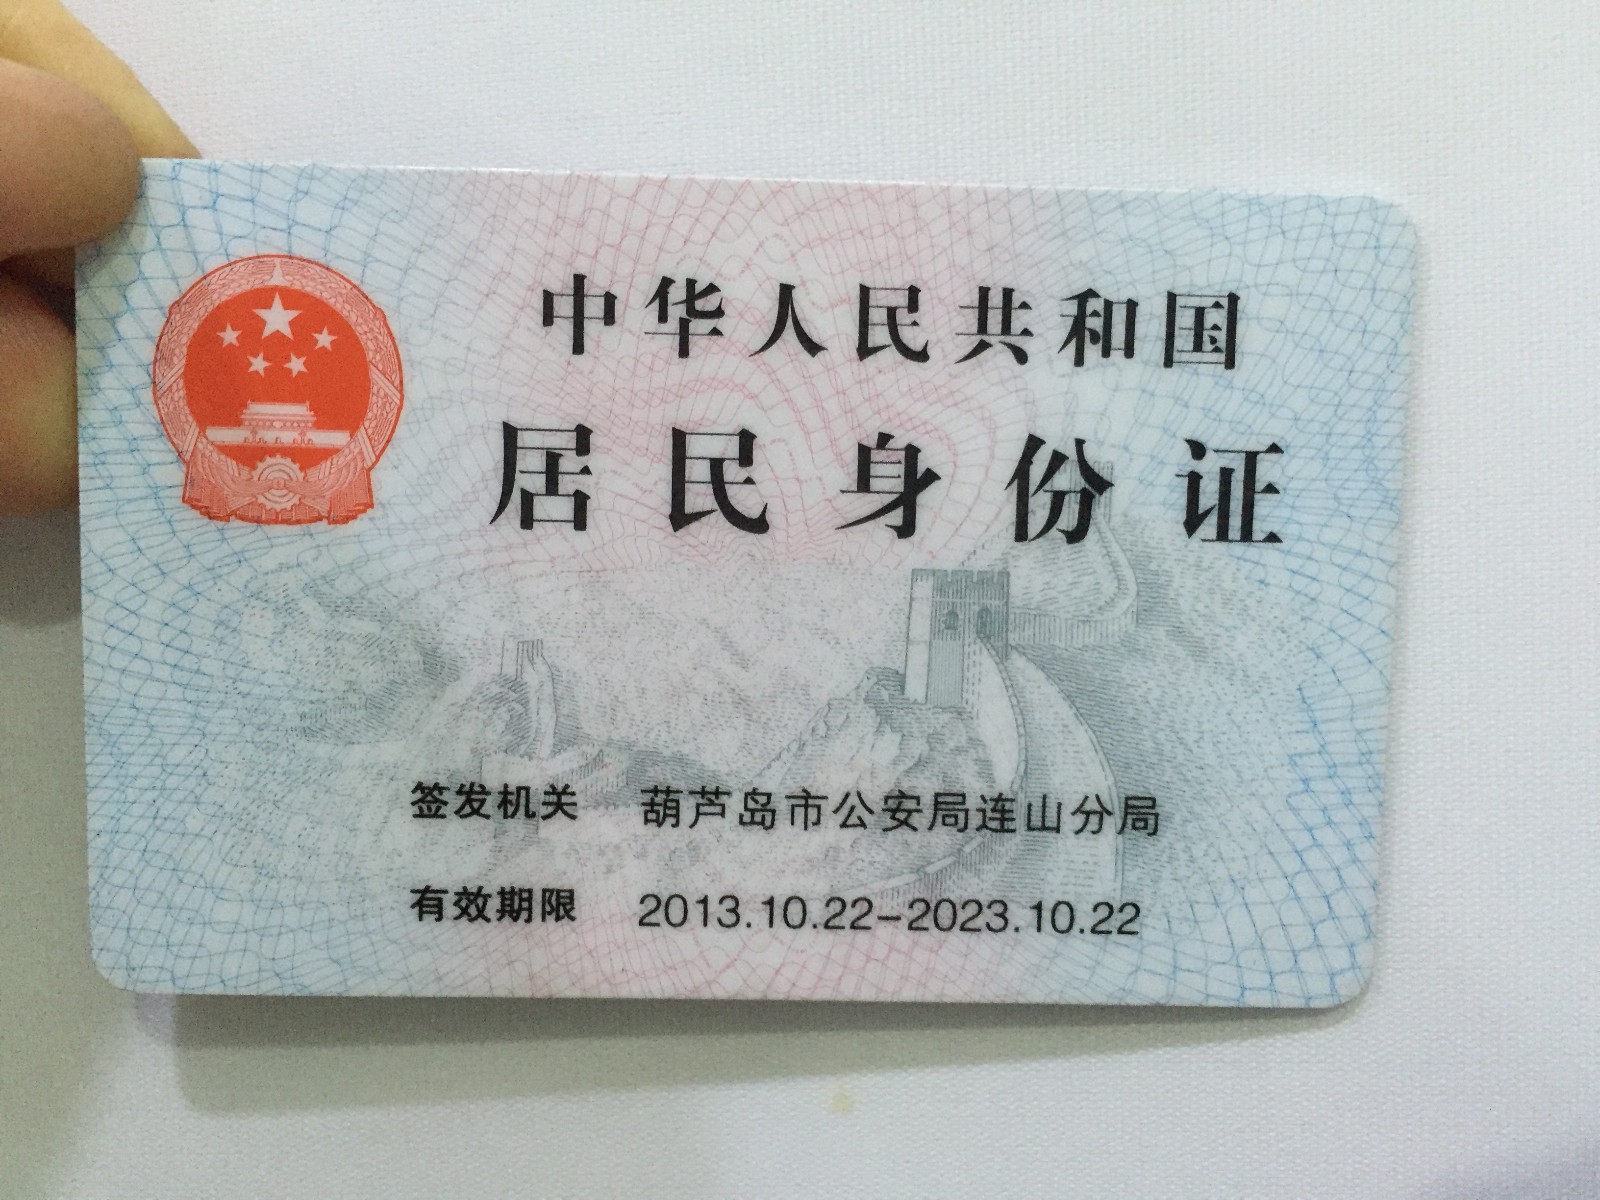 中华人民共和国
居民身份证
签发机关 葫芦岛市公安局连山分局
有效期限 2013.10.22-2023.10.22